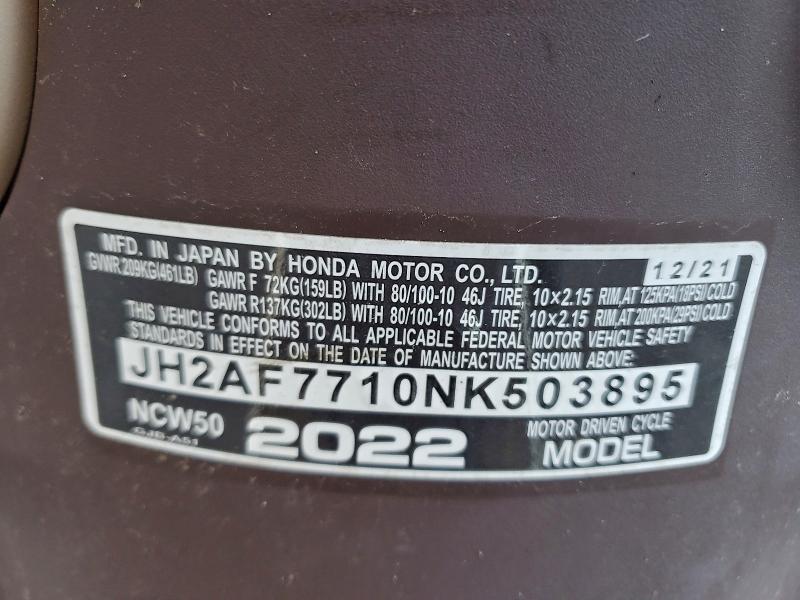 MFD. IN JAPAN BY HONDA MOTOR CO., LTD. 12/21
GVWR 209KG(461LB) GAWR F 72KG(159LB) WITH 80/100-10 46J TIRE, 10×2.15 RIM,AT 125KPA(18PSI)COLD
GAWR R137KG(302LB) WITH 80/100-10 46J TIRE, 10×2.15 RIM,AT 200KPA(29PSI)COLD
THIS VEHICLE CONFORMS TO ALL APPLICABLE FEDERAL MOTOR VEHICLE SAFETY
STANDARDS IN EFFECT ON THE DATE OF MANUFACTURE SHOWN ABOVE.
JH2AF7710NK503895
NCW50 2022 MOTOR DRIVEN CYCLE
GJB-A51 MODEL